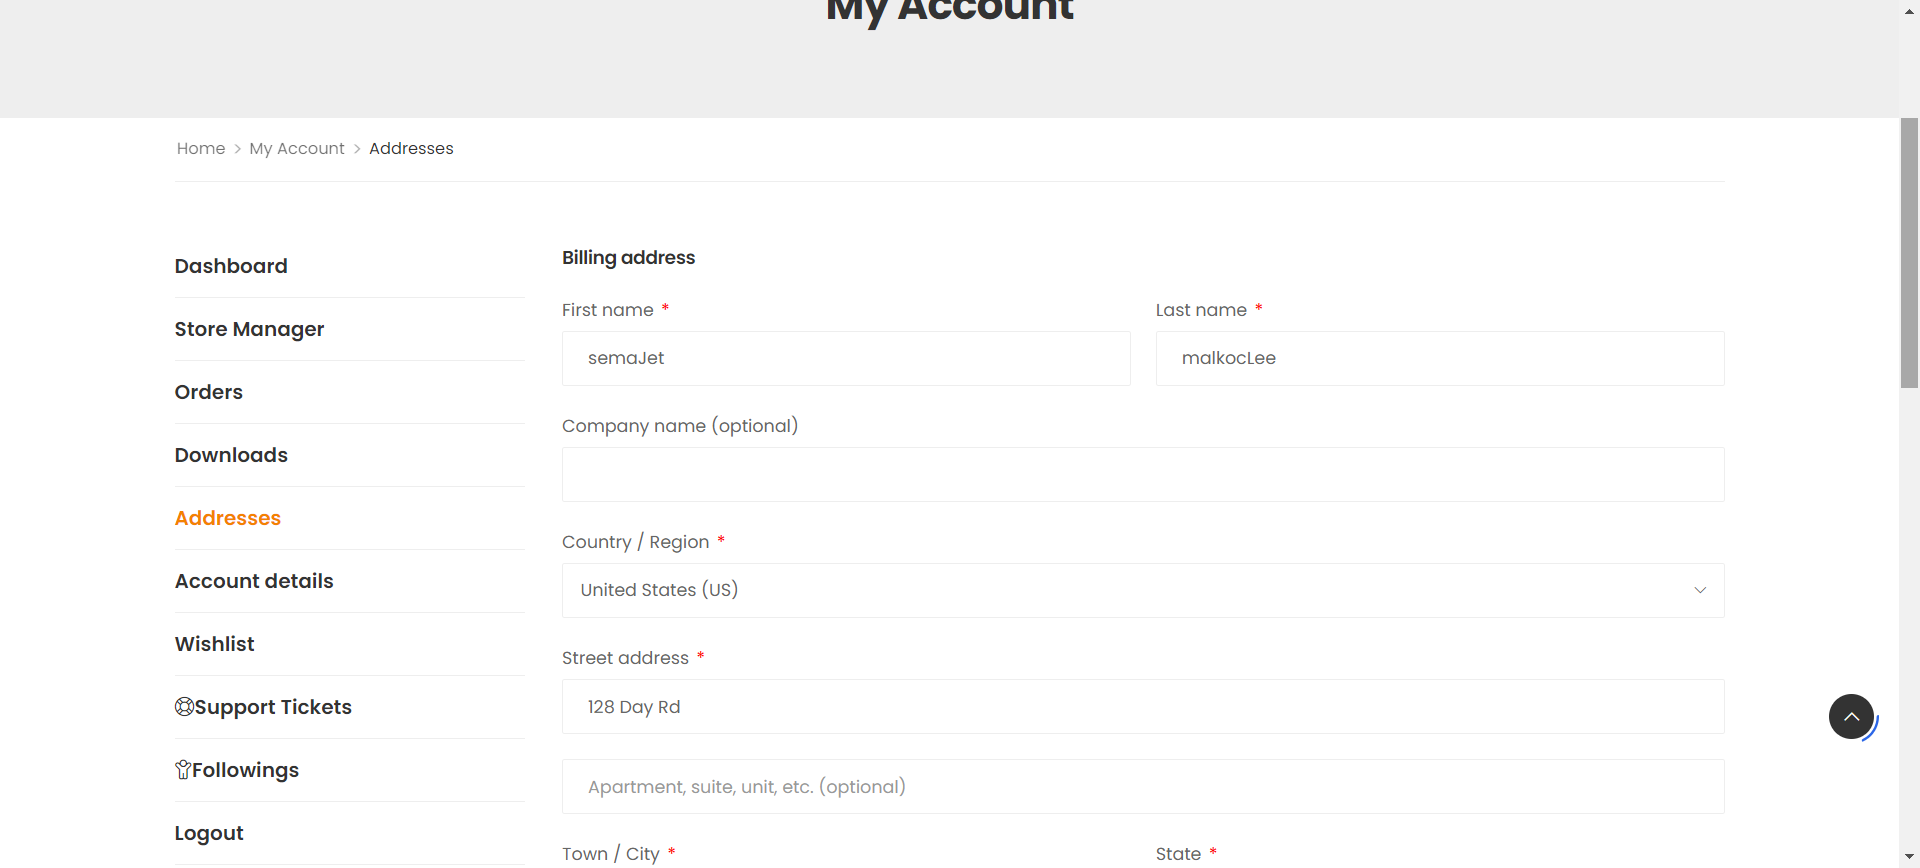 My Account
Home > My Account > Addresses
Dashboard
Store Manager
Orders
Downloads
Addresses
Account details
Wishlist
Support Tickets
Followings
Logout
Billing address
First name *
Last name *
semaJet
malkocLee
Company name (optional)
Country / Region *
United States (US)
Street address *
128 Day Rd
Apartment, suite, unit, etc. (optional)
Town / City *
State *